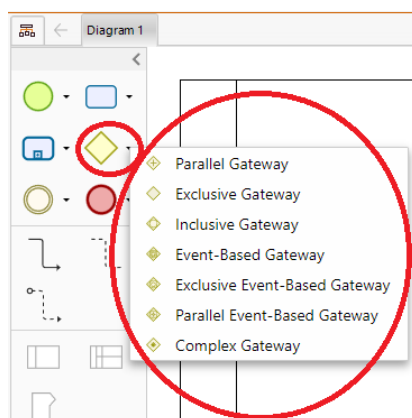 Diagram 1
Parallel Gateway
Exclusive Gateway
Inclusive Gateway
Event-Based Gateway
Exclusive Event-Based Gateway
Parallel Event-Based Gateway
Complex Gateway